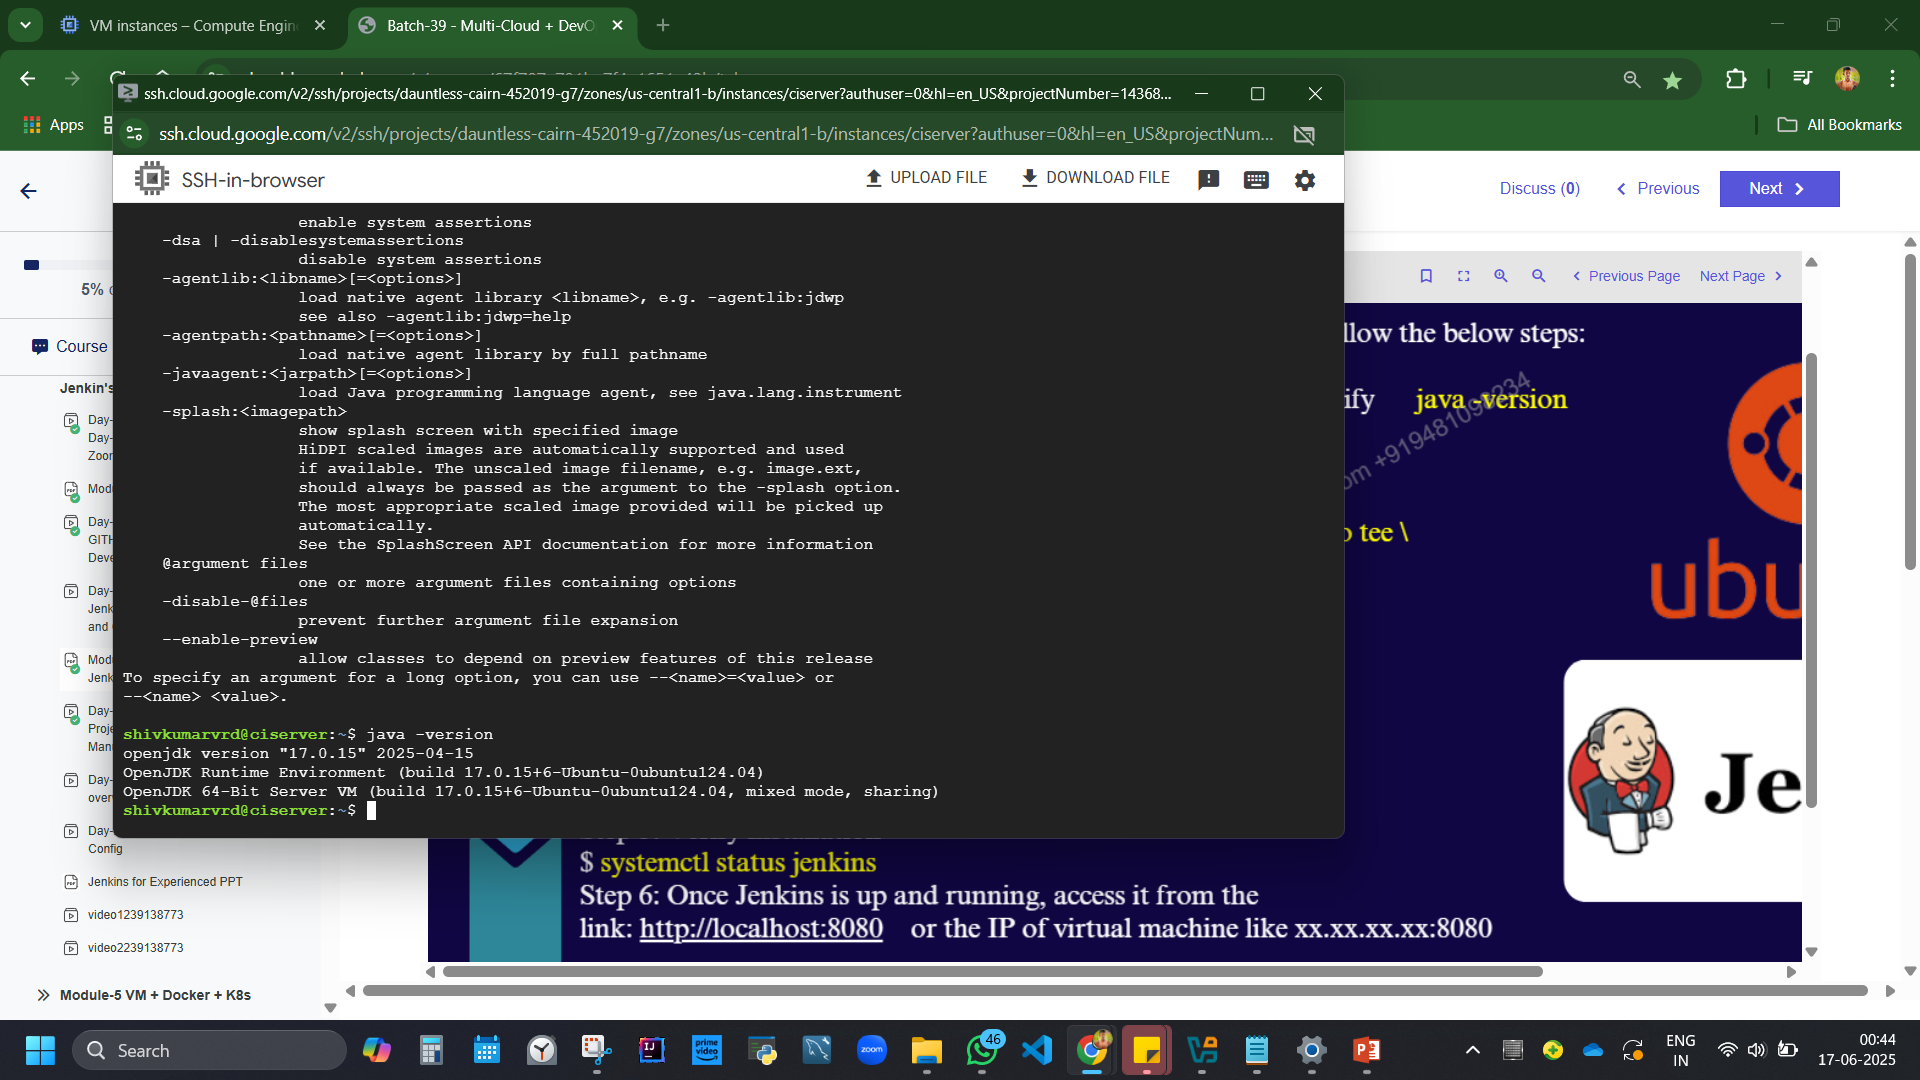 VM instances – Compute Engin
Batch-39 - Multi-Cloud + DevO
ssh.cloud.google.com/v2/ssh/projects/dauntless-cairn-452019-g7/zones/us-central1-b/instances/ciserver?authuser=0&hl=en_US&projectNumber=14368...
Apps
All Bookmarks
ssh.cloud.google.com/v2/ssh/projects/dauntless-cairn-452019-g7/zones/us-central1-b/instances/ciserver?authuser=0&hl=en_US&projectNum...
SSH-in-browser
UPLOAD FILE
DOWNLOAD FILE
Discuss (0)
Previous
Next
enable system assertions
-dsa | -disablesystemassertions
disable system assertions
-agentlib:<libname>[=<options>]
load native agent library <libname>, e.g. -agentlib:jdwp
see also -agentlib:jdwp=help
-agentpath:<pathname>[=<options>]
load native agent library by full pathname
-javaagent:<jarpath>[=<options>]
load Java programming language agent, see java.lang.instrument
-splash:<imagepath>
show splash screen with specified image
HiDPI scaled images are automatically supported and used
if available. The unscaled image filename, e.g. image.ext,
should always be passed as the argument to the -splash option.
The most appropriate scaled image provided will be picked up
automatically.
See the SplashScreen API documentation for more information
@argument files
one or more argument files containing options
-disable-@files
prevent further argument file expansion
--enable-preview
allow classes to depend on preview features of this release
To specify an argument for a long option, you can use --<name>=<value> or
--<name> <value>.
shivkumarvrd@ciserver:~$ java -version
openjdk version "17.0.15" 2025-04-15
OpenJDK Runtime Environment (build 17.0.15+6-Ubuntu-0ubuntu124.04)
OpenJDK 64-Bit Server VM (build 17.0.15+6-Ubuntu-0ubuntu124.04, mixed mode, sharing)
shivkumarvrd@ciserver:~$
5%
Course
Jenkin's
Day-
Day-
Zoon
Modu
Day-
GITH
Deve
Day-
Jenk
and
Modu
Jenk
Day-
Proje
Manu
Day-
over
Day-
Config
Jenkins for Experienced PPT
video1239138773
video2239138773
Module-5 VM + Docker + K8s
Previous Page
Next Page
llow the below steps:
ify java -version
o tee \
ubu
Je
$ systemctl status jenkins
Step 6: Once Jenkins is up and running, access it from the
link: http://localhost:8080 or the IP of virtual machine like xx.xx.xx.xx:8080
Search
prime video
zoom
46
ENG
IN
00:44
17-06-2025